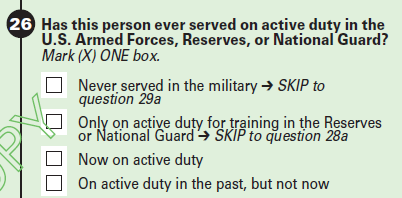 26 Has this person ever served on active duty in the
U.S. Armed Forces, Reserves, or National Guard?
Mark (X) ONE box.
Never served in the military → SKIP to
question 29a
Only on active duty for training in the Reserves
or National Guard → SKIP to question 28a
Now on active duty
On active duty in the past, but not now